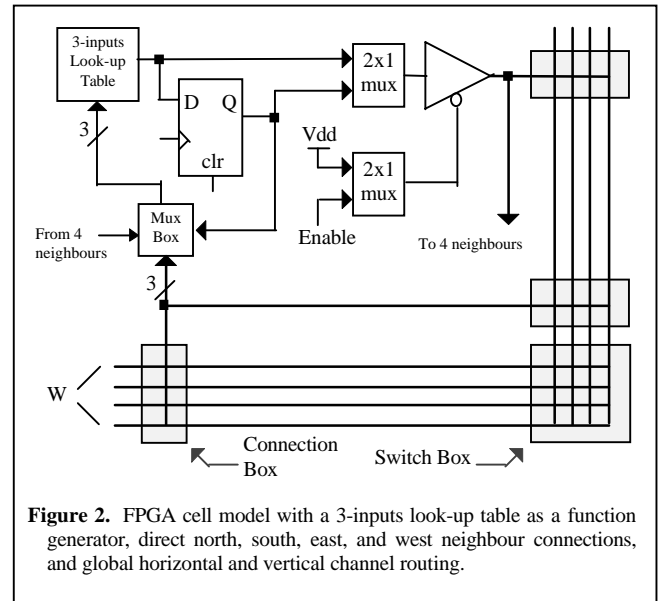 3-inputs
Look-up
Table
2x1
mux
D Q
clr
3
Vdd
2x1
mux
Enable
Mux
Box
From 4
neighbours
To 4 neighbours
3
W
Connection
Box
Switch Box
Figure 2. FPGA cell model with a 3-inputs look-up table as a function
generator, direct north, south, east, and west neighbour connections,
and global horizontal and vertical channel routing.